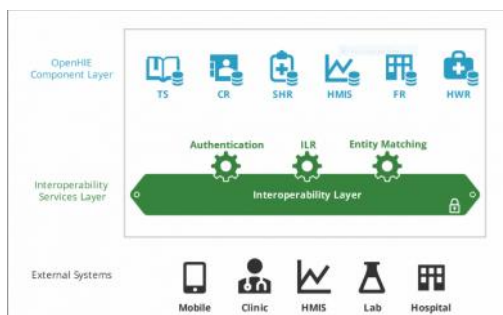 OpenHIE
Component Layer
TS CR SHR HMIS FR HWR
Authentication ILR Entity Matching
Interoperability
Services Layer
Interoperability Layer
External Systems
Mobile Clinic HMIS Lab Hospital